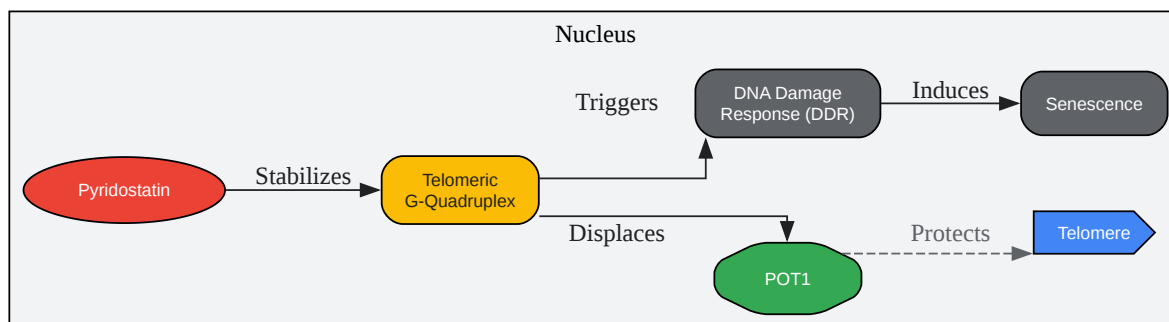 Nucleus
Pyridostatin
Stabilizes
Telomeric
G-Quadruplex
Triggers
DNA Damage
Response (DDR)
Induces
Senescence
Displaces
POT1
Protects
Telomere